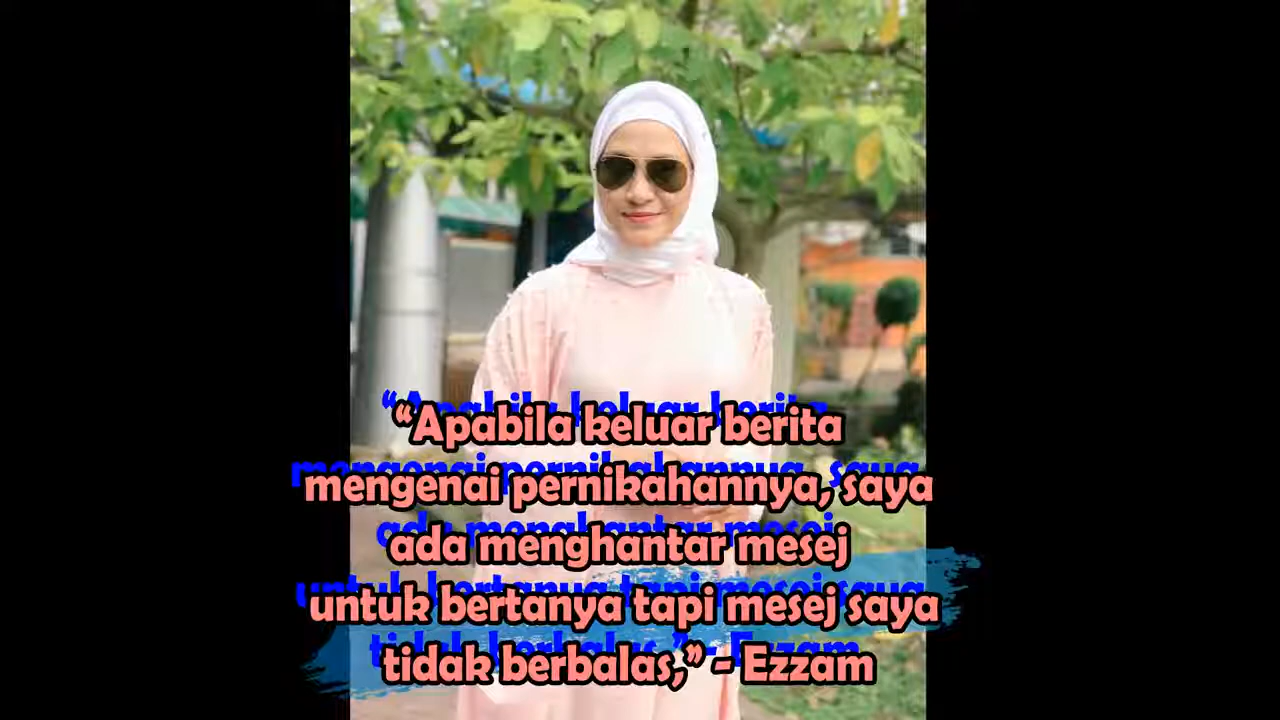 “Apabila keluar berita
mengenai pernikahannya, saya
ada menghantar mesej
untuk bertanya tapi mesej saya
tidak berbalas,” - Ezzam